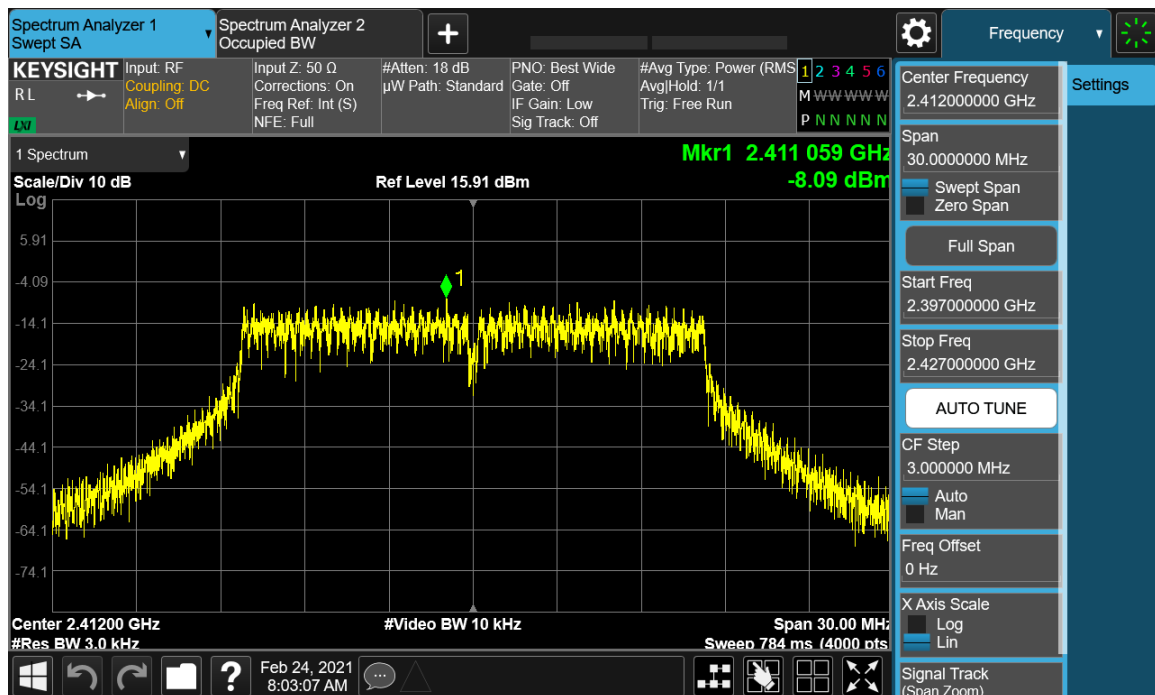 Spectrum Analyzer 1
Swept SA
Spectrum Analyzer 2
Occupied BW
+
Frequency
KEYSIGHT
RL
LXI
Input: RF
Coupling: DC
Align: Off
Input Z: 50 Ω
Corrections: On
Freq Ref: Int (S)
NFE: Full
#Atten: 18 dB
µW Path: Standard
PNO: Best Wide
Gate: Off
IF Gain: Low
Sig Track: Off
#Avg Type: Power (RMS
Avg|Hold: 1/1
Trig: Free Run
1 2 3 4 5 6
M W W W W W
P N N N N N
1 Spectrum
Mkr1 2.411 059 GHz
-8.09 dBm
Scale/Div 10 dB
Ref Level 15.91 dBm
Log
5.91
-4.09
-14.1
-24.1
-34.1
-44.1
-54.1
-64.1
-74.1
1
Center 2.41200 GHz
#Video BW 10 kHz
Span 30.00 MHz
#Res BW 3.0 kHz
Sweep 784 ms (4000 pts
?
Feb 24, 2021
8:03:07 AM
Center Frequency
2.412000000 GHz
Span
30.0000000 MHz
Swept Span
Zero Span
Full Span
Start Freq
2.397000000 GHz
Stop Freq
2.427000000 GHz
AUTO TUNE
CF Step
3.000000 MHz
Auto
Man
Freq Offset
0 Hz
X Axis Scale
Log
Lin
Signal Track
(Span Zoom)
Settings